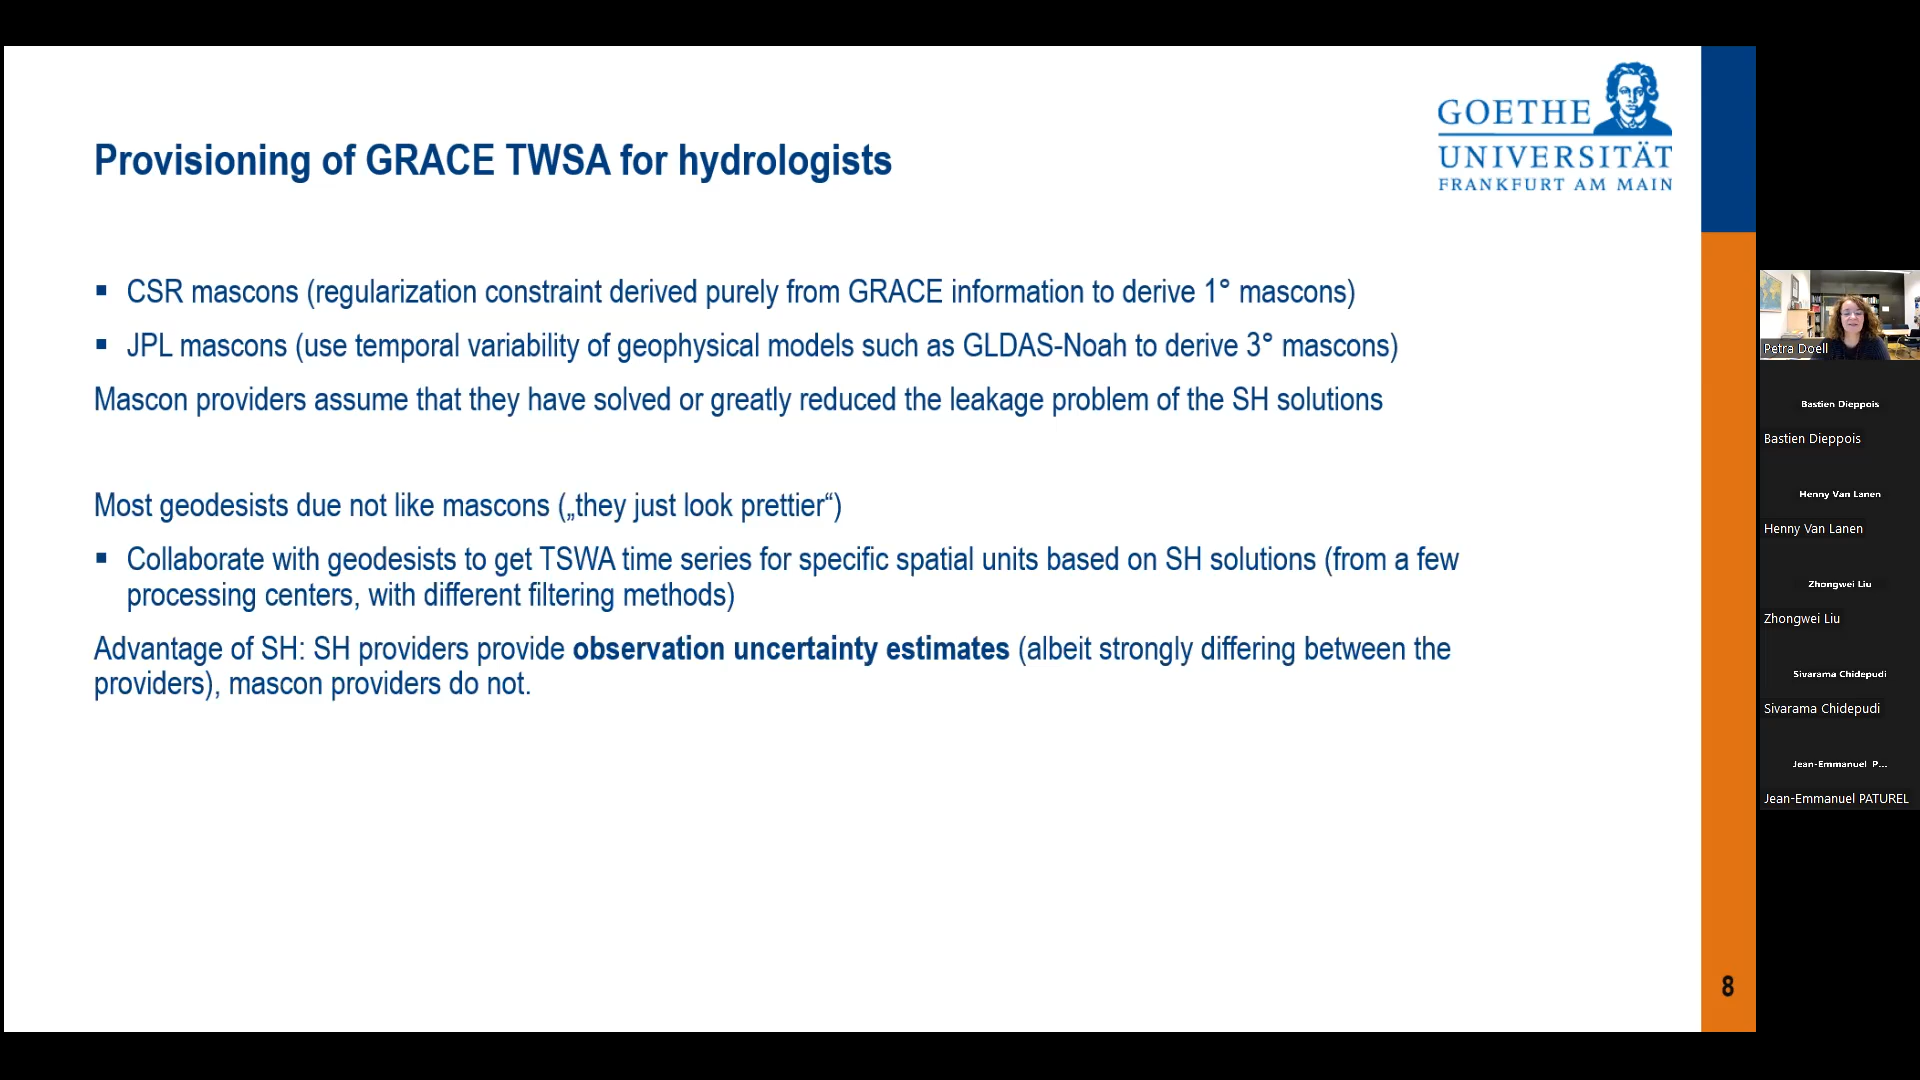 GOETHE
UNIVERSITÄT
FRANKFURT AM MAIN
Provisioning of GRACE TWSA for hydrologists
▪ CSR mascons (regularization constraint derived purely from GRACE information to derive 1° mascons)
▪ JPL mascons (use temporal variability of geophysical models such as GLDAS-Noah to derive 3° mascons)
Mascon providers assume that they have solved or greatly reduced the leakage problem of the SH solutions
Most geodesists due not like mascons („they just look prettier“)
▪ Collaborate with geodesists to get TSWA time series for specific spatial units based on SH solutions (from a few
processing centers, with different filtering methods)
Advantage of SH: SH providers provide observation uncertainty estimates (albeit strongly differing between the
providers), mascon providers do not.
8
Petra Doell
Bastien Dieppois
Bastien Dieppois
Henny Van Lanen
Henny Van Lanen
Zhongwei Liu
Zhongwei Liu
Sivarama Chidepudi
Sivarama Chidepudi
Jean-Emmanuel P...
Jean-Emmanuel PATUREL